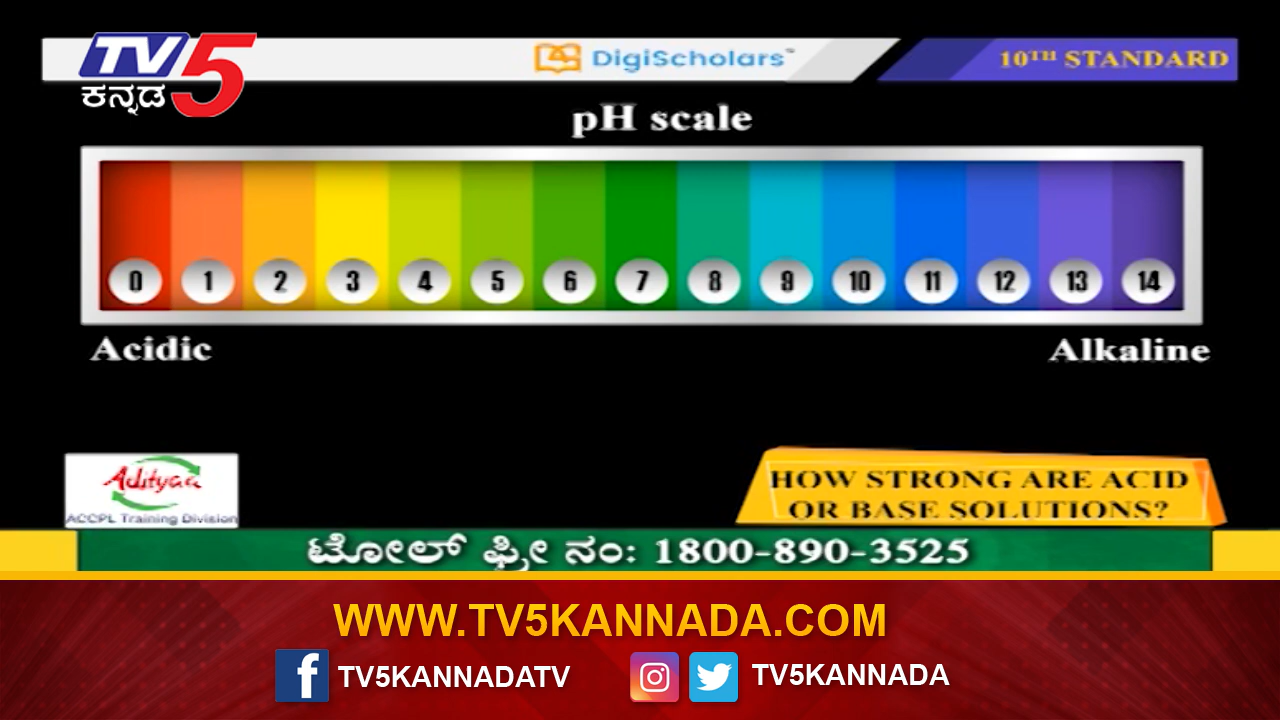 TV5
ಕನ್ನಡ
DigiScholars™
10TH STANDARD
pH scale
0 1 2 3 4 5 6 7 8 9 10 11 12 13 14
Acidic
Alkaline
Adityaa
ACCPL Training Division
HOW STRONG ARE ACID
OR BASE SOLUTIONS?
ಟೋಲ್ ಫ್ರೀ ನಂ: 1800-890-3525
WWW.TV5KANNADA.COM
TV5KANNADATV
TV5KANNADA